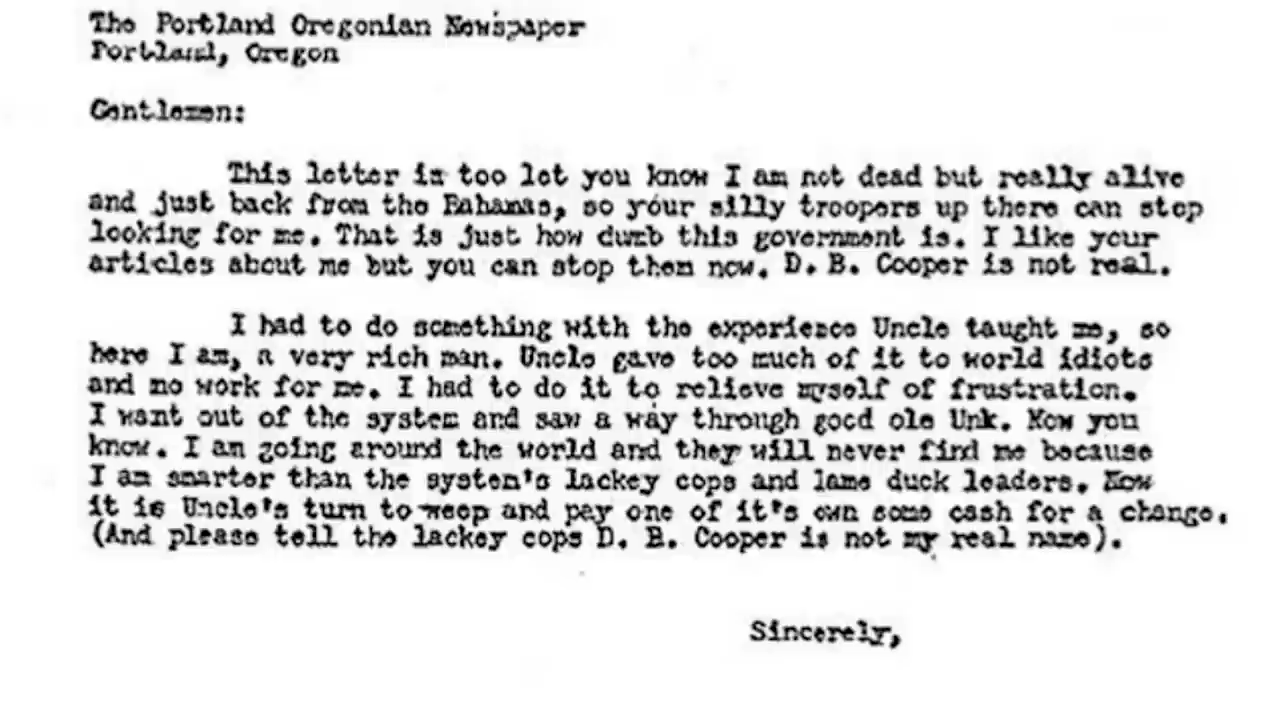 The Portland Oregonian Newspaper
Portland, Oregon
Gentlemen:
This letter is too let you know I am not dead but really alive
and just back from the Bahamas, so your silly troopers up there can stop
looking for me. That is just how dumb this government is. I like your
articles about me but you can stop them now. D. B. Cooper is not real.
I had to do something with the experience Uncle taught me, so
here I am, a very rich man. Uncle gave too much of it to world idiots
and no work for me. I had to do it to relieve myself of frustration.
I want out of the system and saw a way through good ole Unk. Now you
know. I am going around the world and they will never find me because
I am smarter than the system's lackey cops and lame duck leaders. Now
it is Uncle's turn to weep and pay one of it's own some cash for a change.
(And please tell the lackey cops D. B. Cooper is not my real name).
Sincerely,